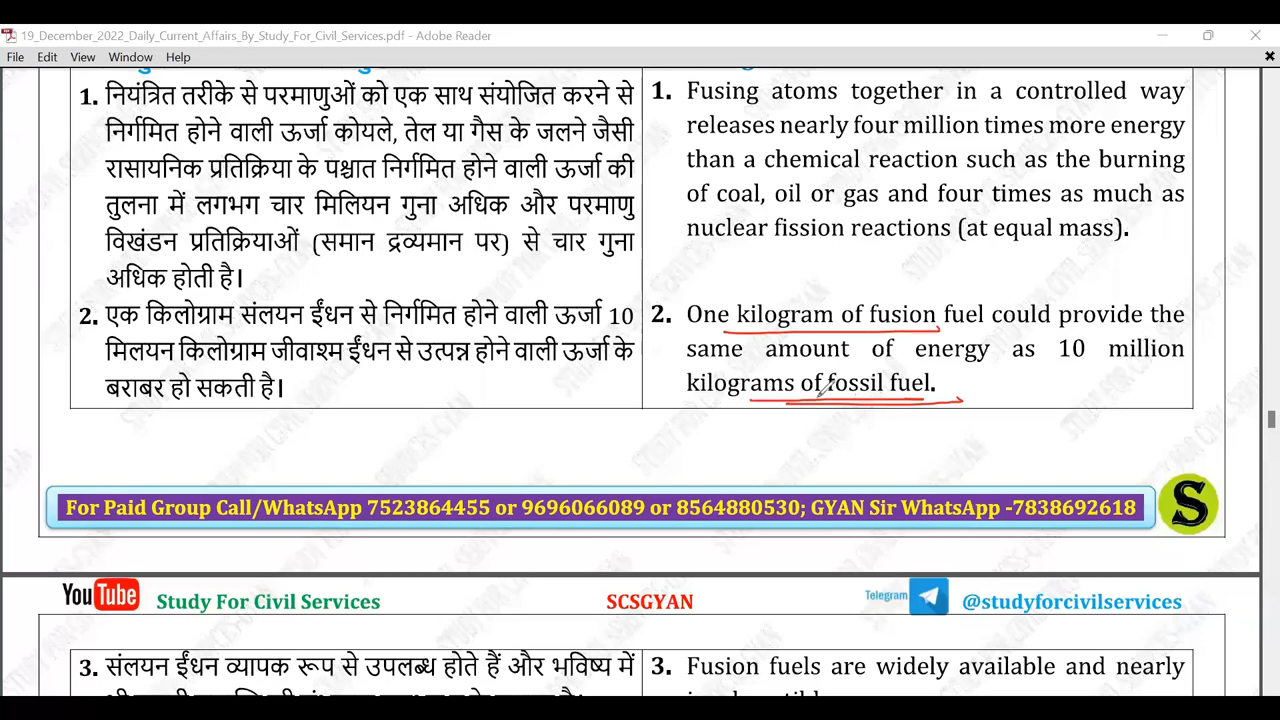 19_December_2022_Daily_Current_Affairs_By_Study_For_Civil_Services.pdf - Adobe Reader
File Edit View Window Help
1. नियंत्रित तरीके से परमाणुओं को एक साथ संयोजित करने से
निर्गमित होने वाली ऊर्जा कोयले, तेल या गैस के जलने जैसी
रासायनिक प्रतिक्रिया के पश्चात निर्गमित होने वाली ऊर्जा की
तुलना में लगभग चार मिलियन गुना अधिक और परमाणु
विखंडन प्रतिक्रियाओं (समान द्रव्यमान पर) से चार गुना
अधिक होती है।
2. एक किलोग्राम संलयन ईंधन से निर्गमित होने वाली ऊर्जा 10
मिलयन किलोग्राम जीवाश्म ईंधन से उत्पन्न होने वाली ऊर्जा के
बराबर हो सकती है।
1. Fusing atoms together in a controlled way
releases nearly four million times more energy
than a chemical reaction such as the burning
of coal, oil or gas and four times as much as
nuclear fission reactions (at equal mass).
2. One kilogram of fusion fuel could provide the
same amount of energy as 10 million
kilograms of fossil fuel.
For Paid Group Call/WhatsApp 7523864455 or 9696066089 or 8564880530; GYAN Sir WhatsApp -7838692618
S
YouTube Study For Civil Services SCSGYAN Telegram @studyforcivilservices
3. संलयन ईंधन व्यापक रूप से उपलब्ध होते हैं और भविष्य में
3. Fusion fuels are widely available and nearly